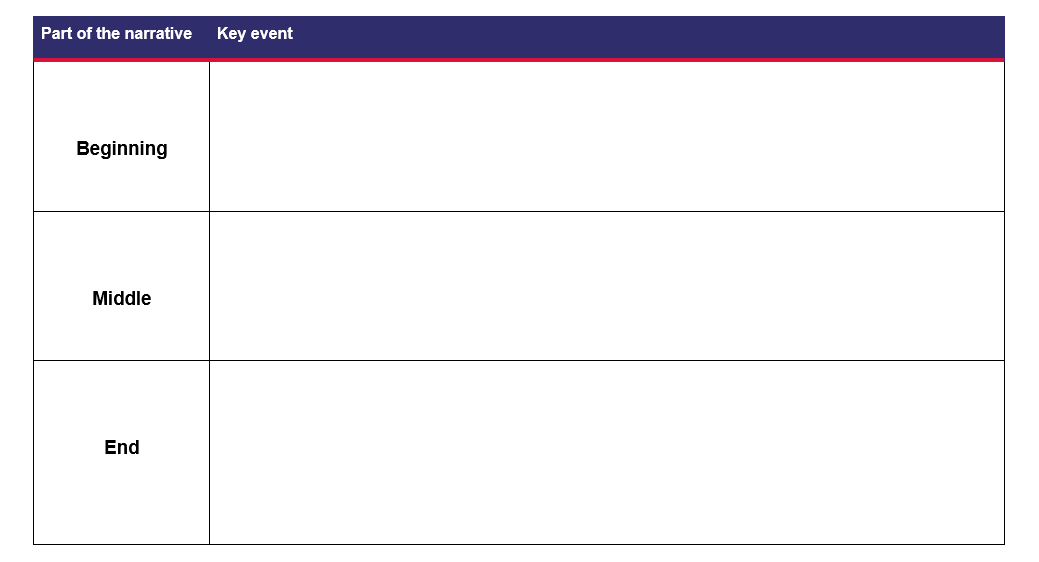 Part of the narrative Key event
Beginning
Middle
End